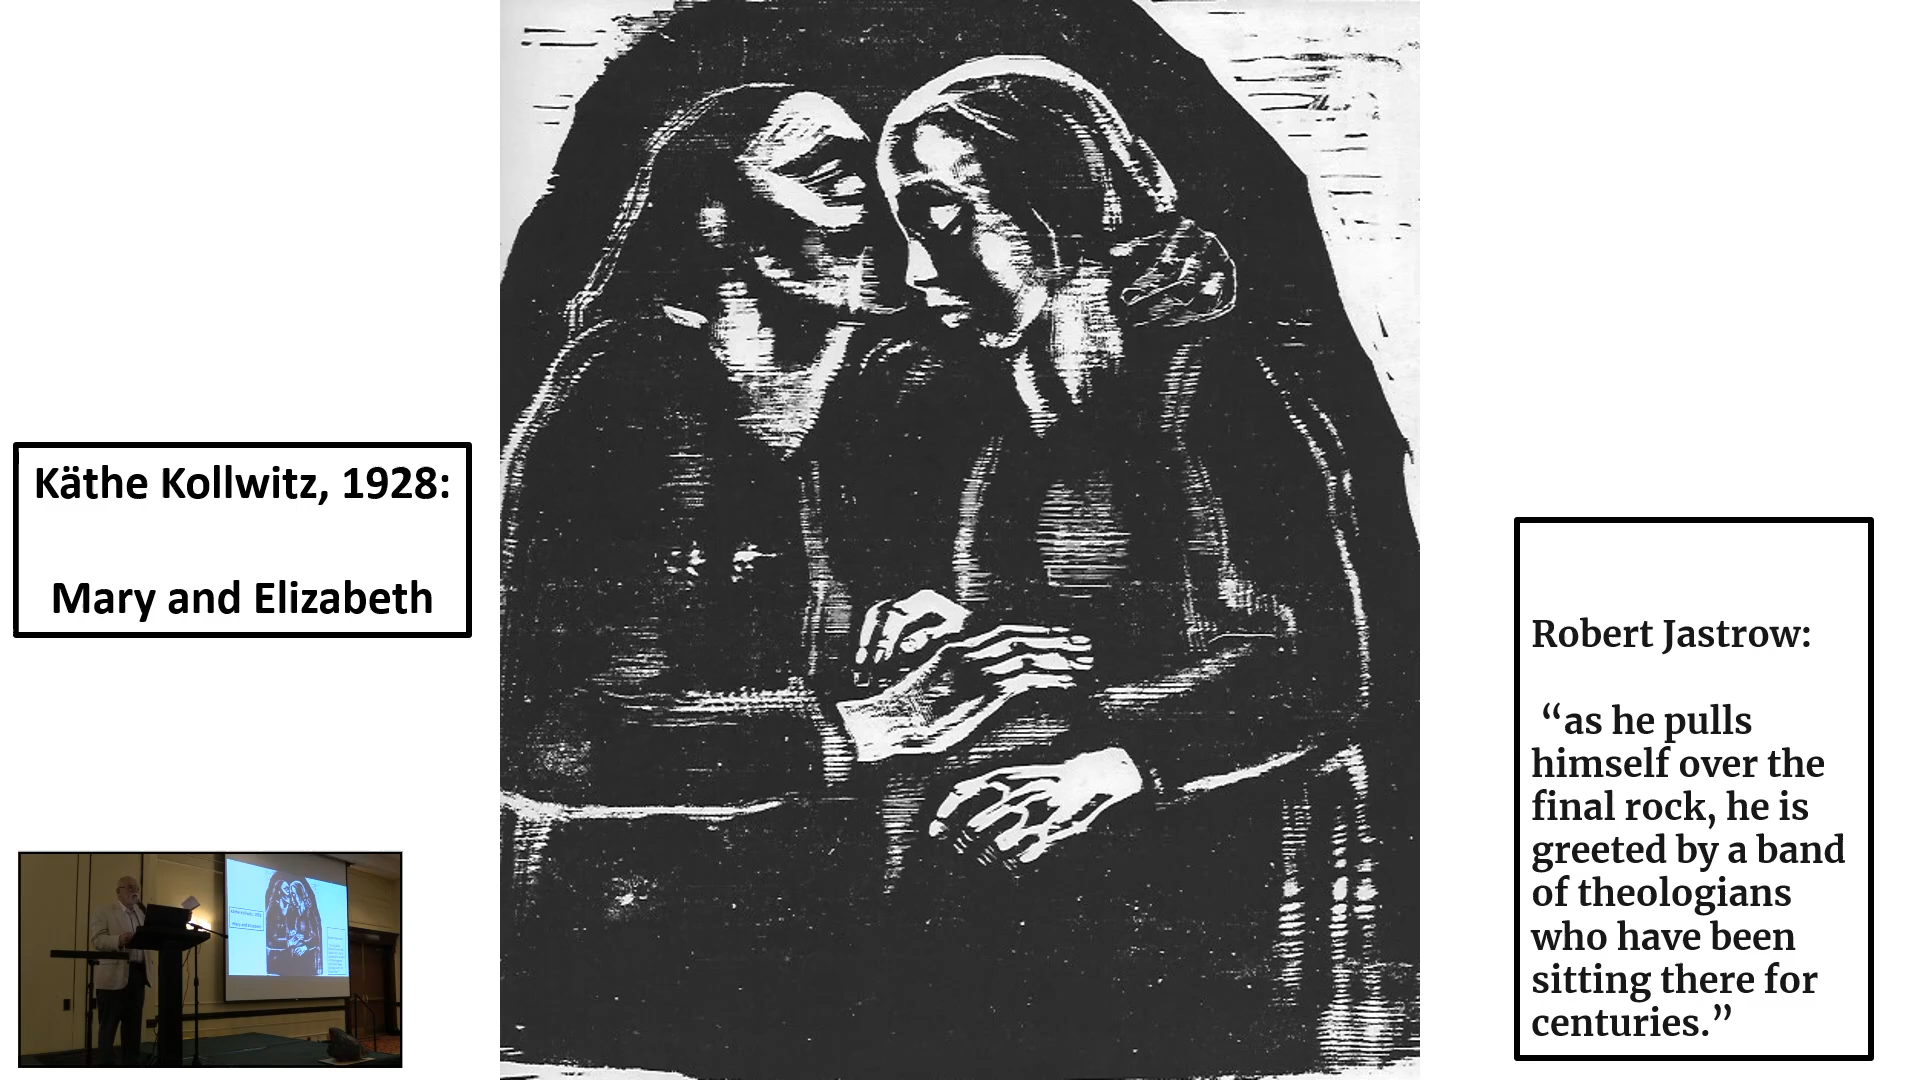 Käthe Kollwitz, 1928:
Mary and Elizabeth
Robert Jastrow:
“as he pulls
himself over the
final rock, he is
greeted by a band
of theologians
who have been
sitting there for
centuries.”